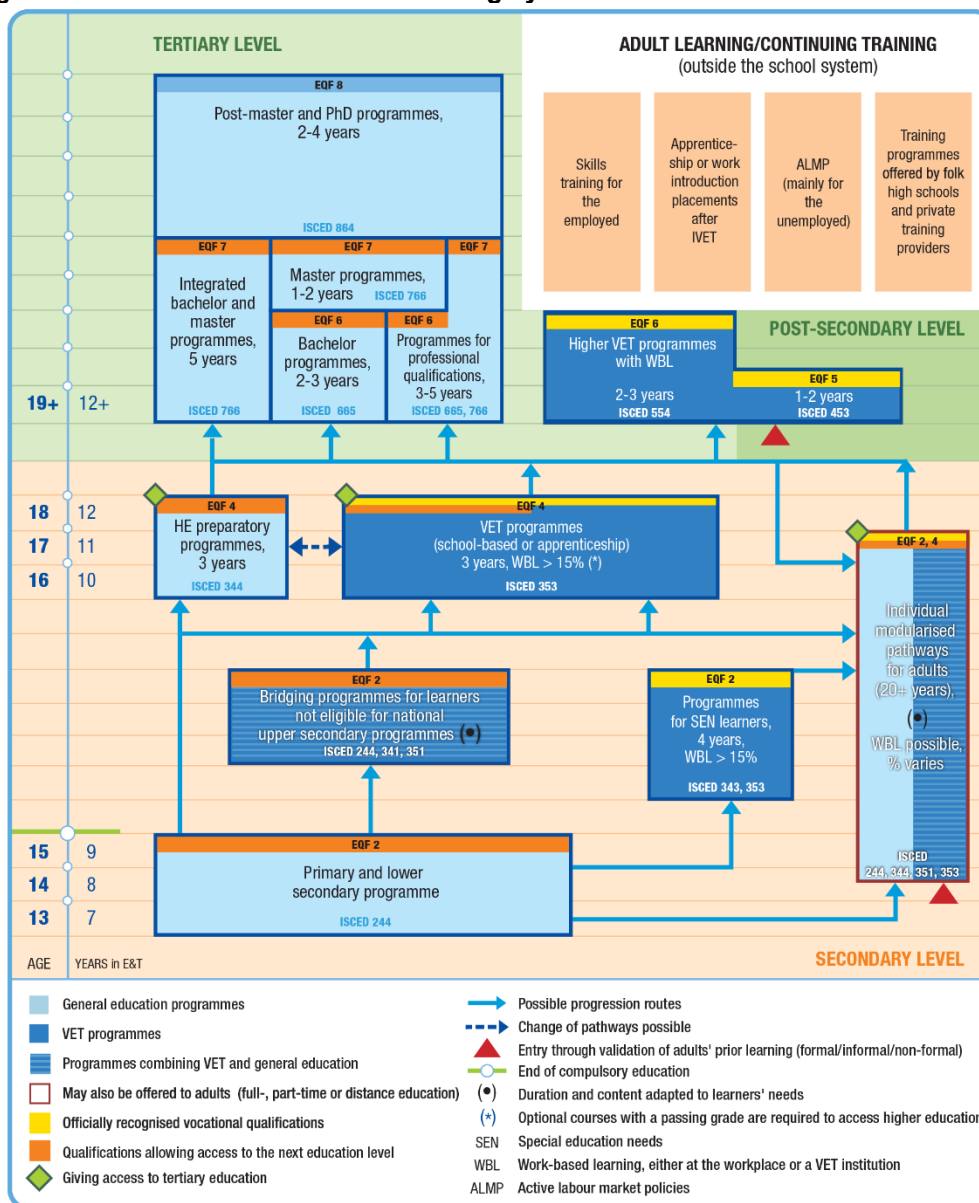 TERTIARY LEVEL
ADULT LEARNING/CONTINUING TRAINING
(outside the school system)
EQF 8
Post-master and PhD programmes,
2-4 years
ISCED 864
Skills
training for
the
employed
Apprentice-
ship or work
introduction
placements
after
IVET
ALMP
(mainly for
the
unemployed)
Training
programmes
offered by folk
high schools
and private
training
providers
EQF 7
Integrated
bachelor and
master
programmes,
5 years
ISCED 766
EQF 7
Master programmes,
1-2 years ISCED 766
EQF 7
EQF 6
Bachelor
programmes,
2-3 years
ISCED 665
EQF 6
Programmes for
professional
qualifications,
3-5 years
ISCED 665, 766
POST-SECONDARY LEVEL
EQF 6
Higher VET programmes
with WBL
2-3 years
ISCED 554
EQF 5
1-2 years
ISCED 453
19+ 12+
18 12
17 11
16 10
EQF 4
HE preparatory
programmes,
3 years
ISCED 344
EQF 4
VET programmes
(school-based or apprenticeship)
3 years, WBL > 15% (*)
ISCED 353
EQF 2, 4
Individual
modularised
pathways
for adults
(20+ years),
(•)
WBL possible,
% varies
ISCED
244, 344, 351, 353
EQF 2
Bridging programmes for learners
not eligible for national
upper secondary programmes (•)
ISCED 244, 341, 351
EQF 2
Programmes
for SEN learners,
4 years,
WBL > 15%
ISCED 343, 353
15 9
14 8
13 7
EQF 2
Primary and lower
secondary programme
ISCED 244
AGE YEARS in E&T
SECONDARY LEVEL
General education programmes
VET programmes
Programmes combining VET and general education
May also be offered to adults (full-, part-time or distance education)
Officially recognised vocational qualifications
Qualifications allowing access to the next education level
Giving access to tertiary education
Possible progression routes
Change of pathways possible
Entry through validation of adults' prior learning (formal/informal/non-formal)
End of compulsory education
(•) Duration and content adapted to learners' needs
(*) Optional courses with a passing grade are required to access higher education
SEN Special education needs
WBL Work-based learning, either at the workplace or a VET institution
ALMP Active labour market policies